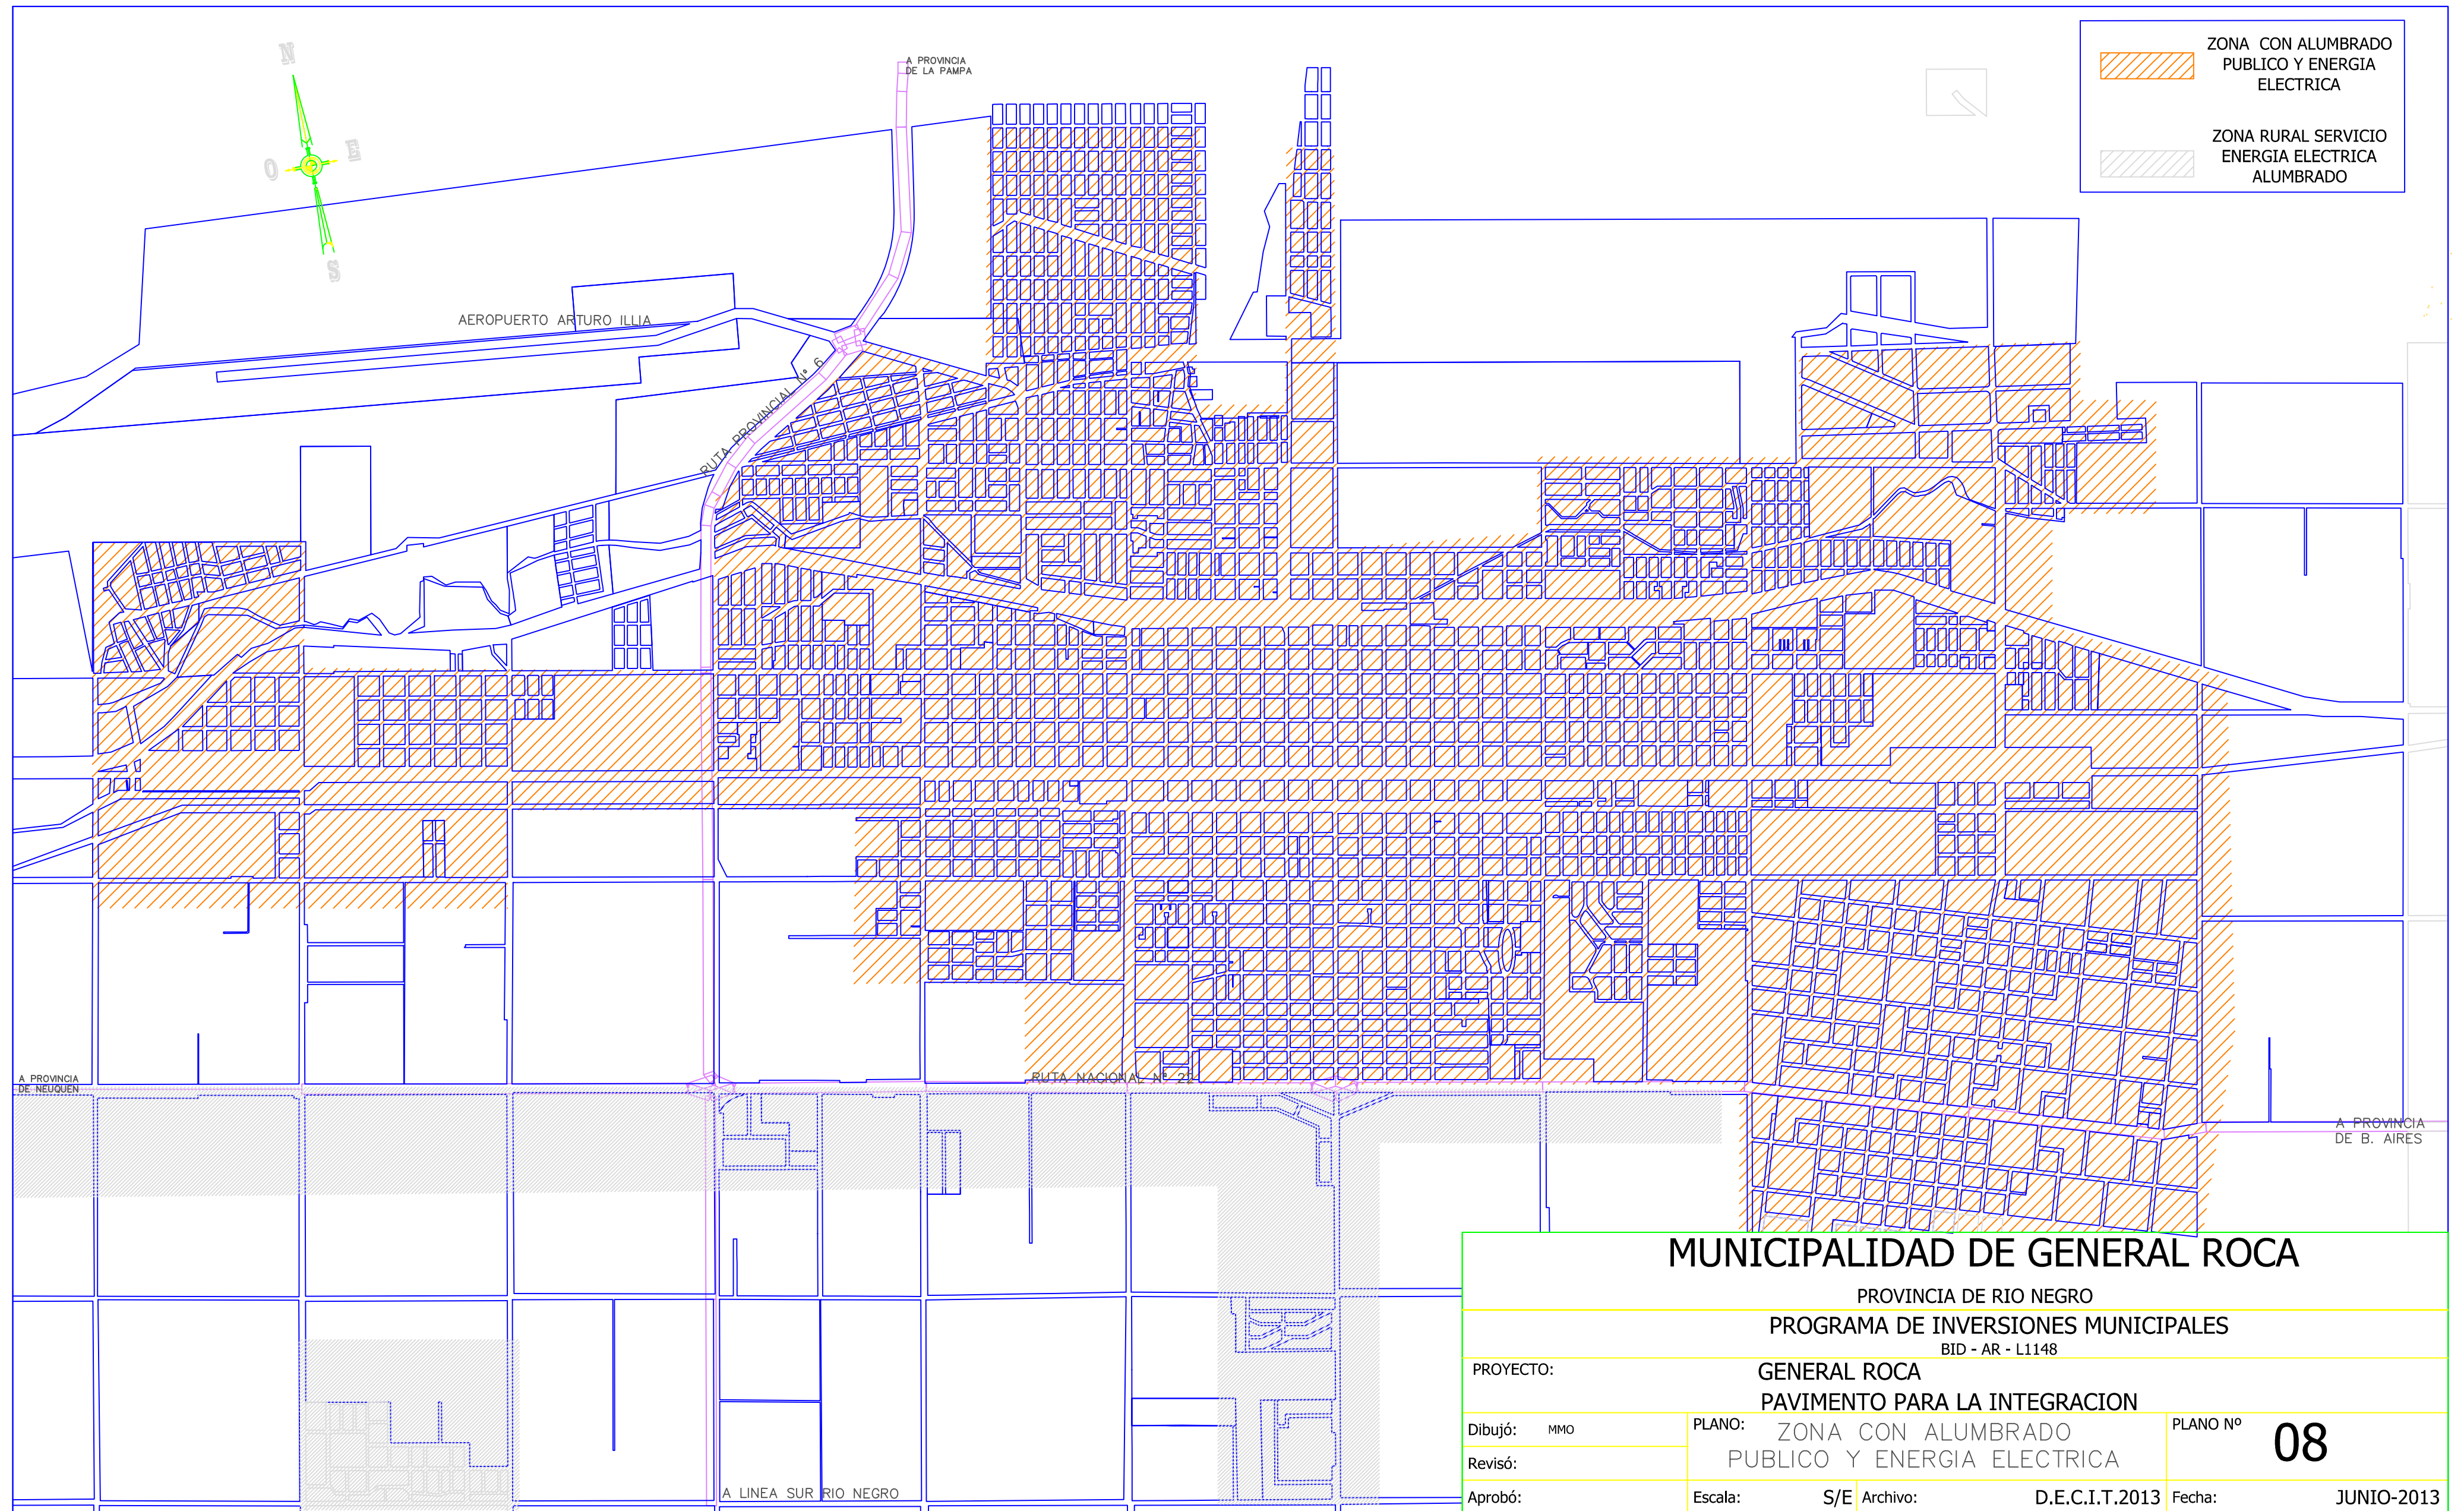 N
E
O
S
A PROVINCIA
DE LA PAMPA
ZONA CON ALUMBRADO
PUBLICO Y ENERGIA
ELECTRICA
ZONA RURAL SERVICIO
ENERGIA ELECTRICA
ALUMBRADO
AEROPUERTO ARTURO ILLIA
RUTA PROVINCIAL Nº 6
A PROVINCIA
DE NEUQUEN
RUTA NACIONAL Nº 22
A PROVINCIA
DE B. AIRES
A LINEA SUR RIO NEGRO
MUNICIPALIDAD DE GENERAL ROCA
PROVINCIA DE RIO NEGRO
PROGRAMA DE INVERSIONES MUNICIPALES
BID - AR - L1148
PROYECTO: GENERAL ROCA
PAVIMENTO PARA LA INTEGRACION
Dibujó: MMO
Revisó:
Aprobó:
PLANO: ZONA CON ALUMBRADO
PUBLICO Y ENERGIA ELECTRICA
PLANO Nº 08
Escala: S/E
Archivo: D.E.C.I.T.2013
Fecha: JUNIO-2013